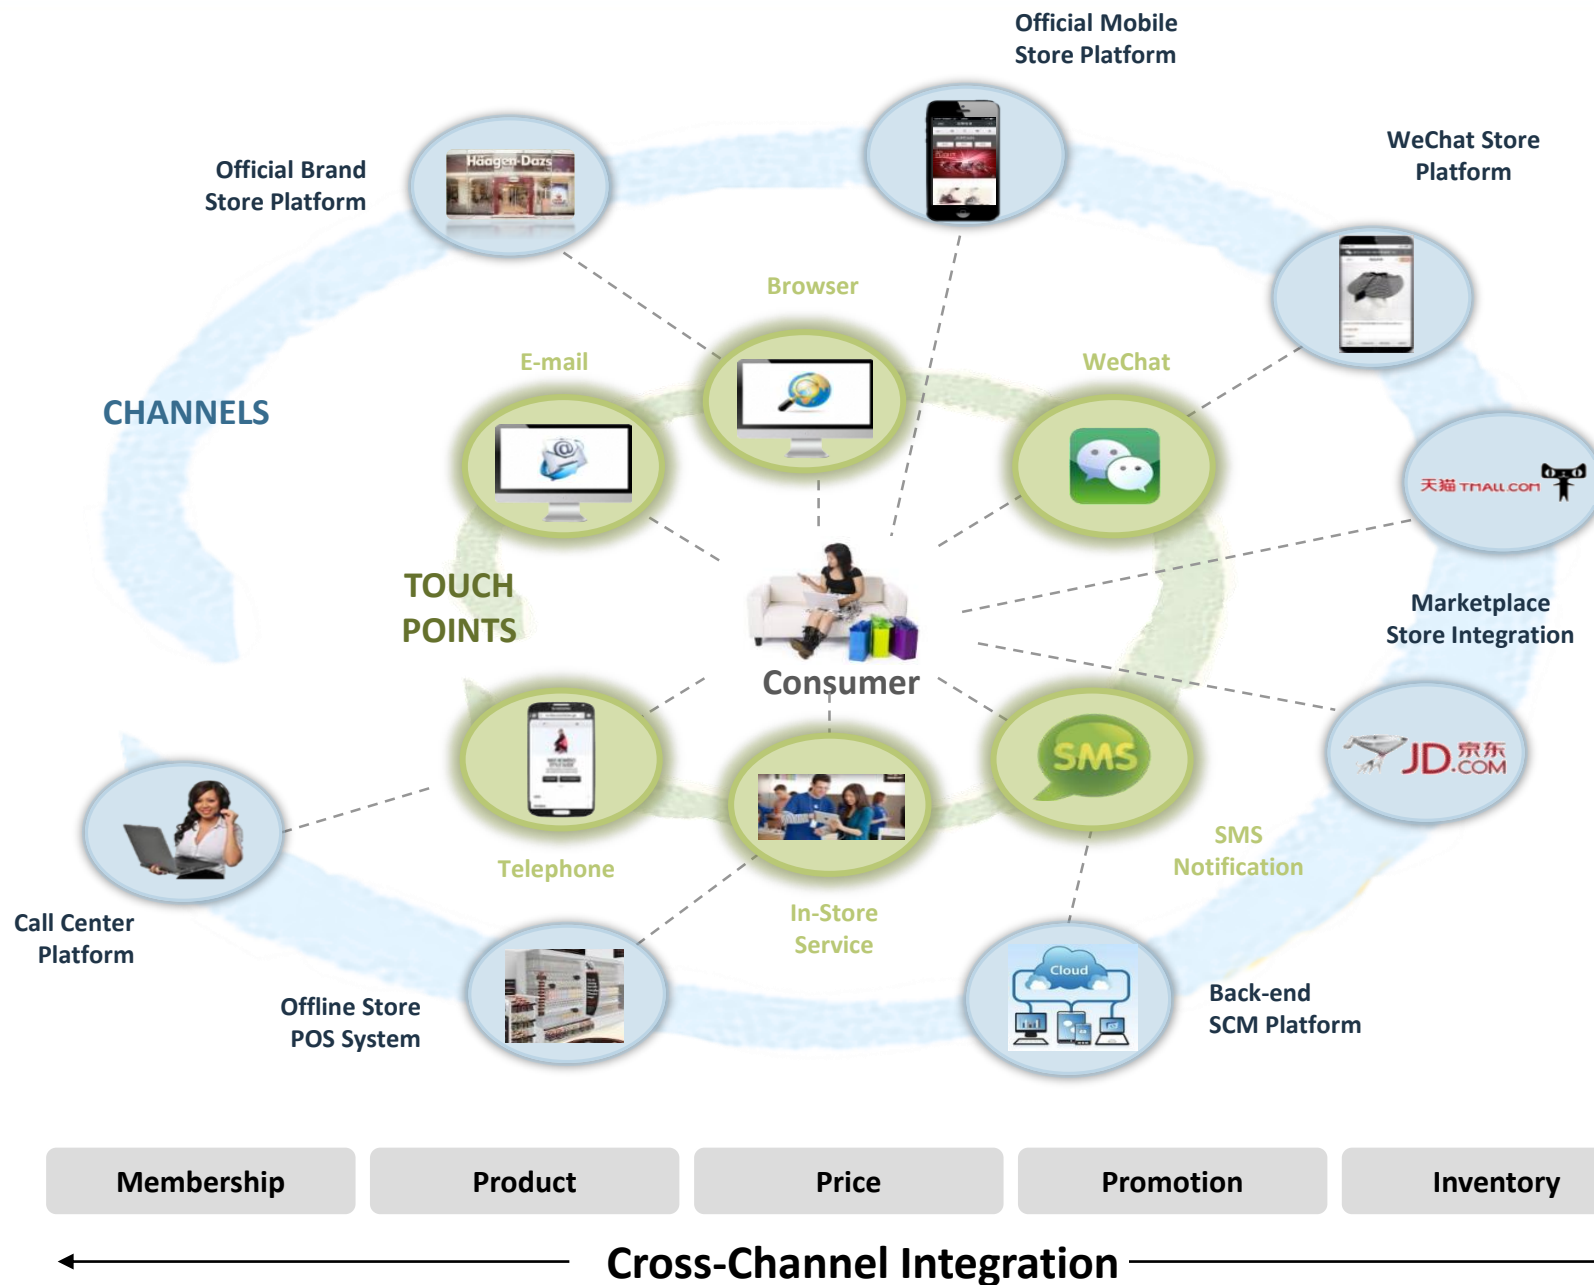 Official Mobile
Store Platform
WeChat Store
Platform
Official Brand
Store Platform
Häagen-Dazs
Browser
E-mail
WeChat
CHANNELS
天猫 TMALL.COM
TOUCH
POINTS
Marketplace
Store Integration
Consumer
SMS
JD 京东
.COM
Telephone
SMS
Notification
In-Store
Service
Call Center
Platform
Cloud
Offline Store
POS System
Back-end
SCM Platform
Membership
Product
Price
Promotion
Inventory
Cross-Channel Integration